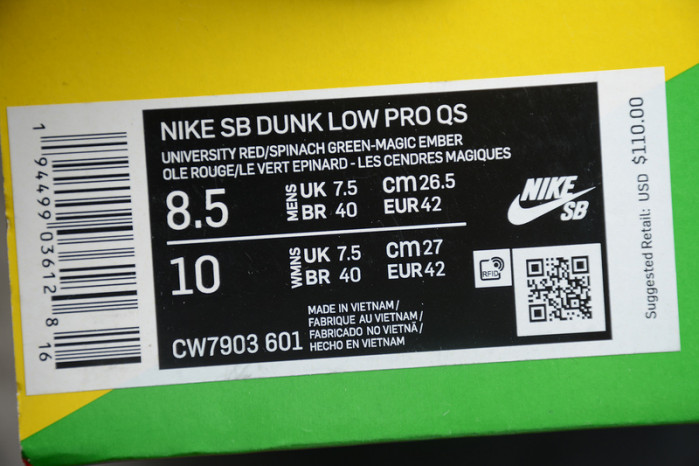 NIKE SB DUNK LOW PRO QS
UNIVERSITY RED/SPINACH GREEN-MAGIC EMBER
OLE ROUGE/LE VERT EPINARD - LES CENDRES MAGIQUES
8.5 MENS UK 7.5 cm 26.5
BR 40 EUR 42
10 WMNS UK 7.5 cm 27
BR 40 EUR 42
NIKE
SB
RFID
CW7903 601
MADE IN VIETNAM /
FABRIQUE AU VIETNAM /
FABRICADO NO VIETNÃ /
HECHO EN VIETNAM
Suggested Retail: USD $110.00
1 94499 03612 8 16